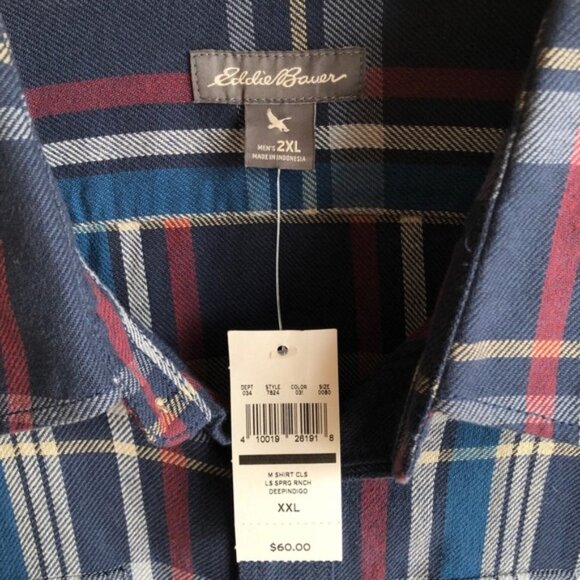 Eddie Bauer
MEN'S 2XL
MADE IN INDONESIA
DEPT STYLE COLOR SIZE
034 7824 031 0080
4 10019 26191 8
M SHIRT CLS
LS SPRG RNCH
DEEPINDIGO
XXL
$60.00